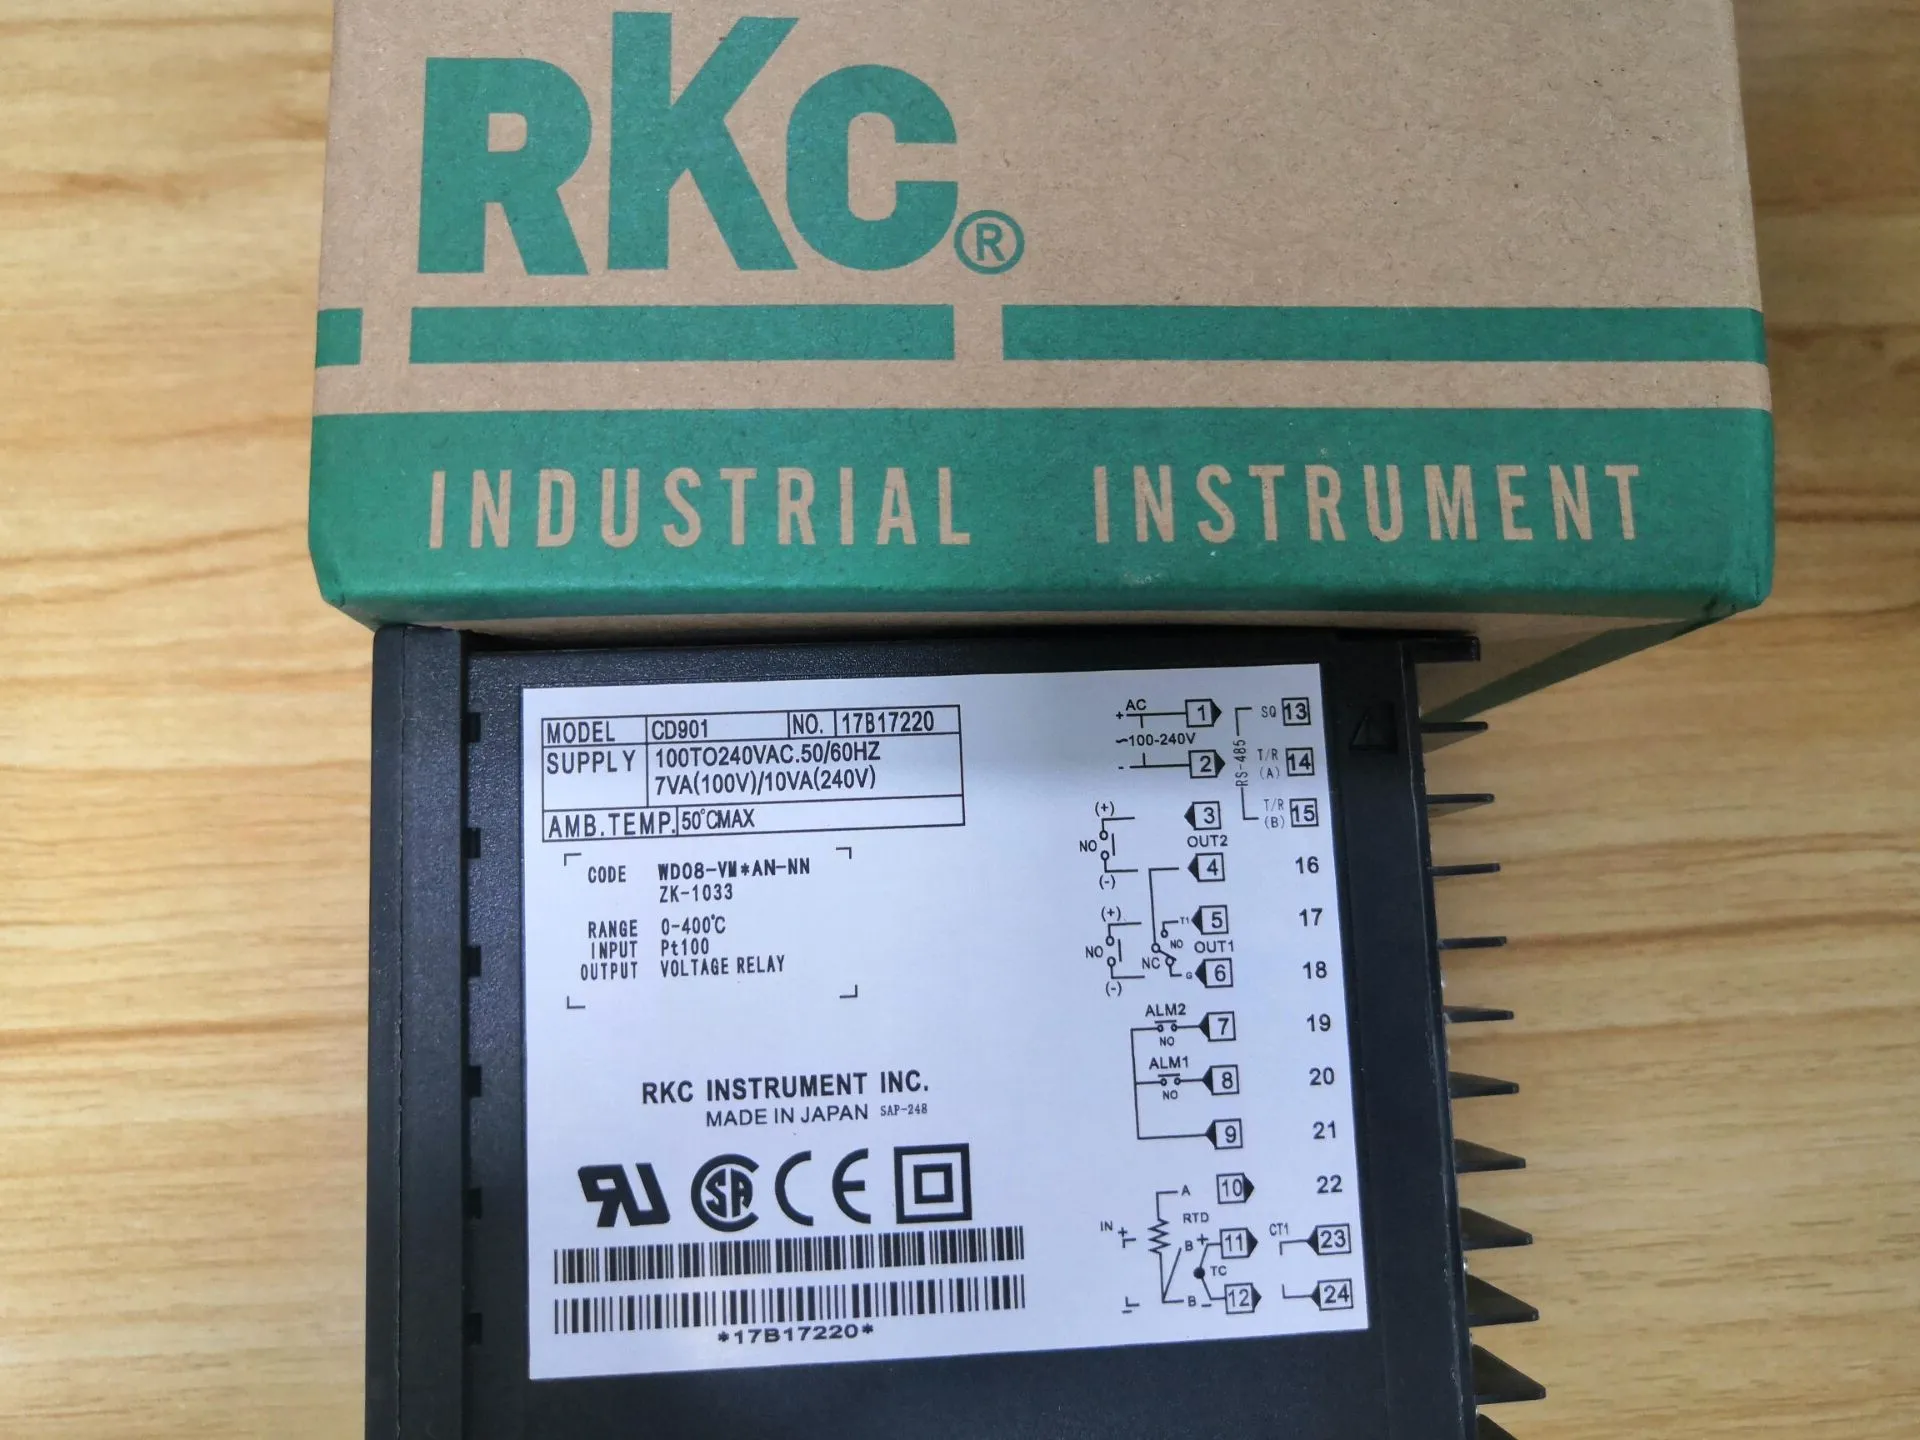 RKC®
INDUSTRIAL INSTRUMENT
MODEL CD901 NO. 17B17220
SUPPLY 100TO240VAC.50/60HZ
7VA(100V)/10VA(240V)
AMB.TEMP. 50°CMAX
CODE WD08-VM*AN-NN
ZK-1033
RANGE 0-400℃
INPUT Pt100
OUTPUT VOLTAGE RELAY
RKC INSTRUMENT INC.
MADE IN JAPAN SAP-248
CSA CE
*17B17220*
+ AC 1
~100-240V
- 2
(+) 3
OUT2
NO 4
(-)
(+) T1 5
NO OUT1
NO NC G 6
(-)
ALM2 7
NO
ALM1 8
NO
9
A 10
IN + RTD
B + 11
TC
- B - 12
RS-485
SQ 13
T/R (A) 14
T/R (B) 15
16
17
18
19
20
21
22
CT1 23
24